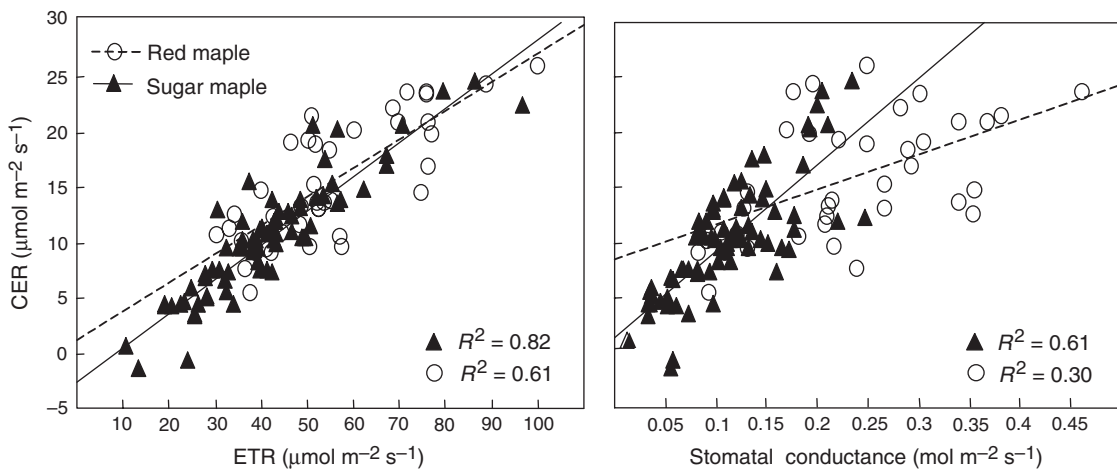 30
25
20
15
10
5
0
–5
CER (μmol m⁻² s⁻¹)
Red maple
Sugar maple
R² = 0.82
R² = 0.61
10 20 30 40 50 60 70 80 90 100
ETR (μmol m⁻² s⁻¹)
R² = 0.61
R² = 0.30
0.05 0.1 0.15 0.2 0.25 0.3 0.35 0.4 0.45
Stomatal conductance (mol m⁻² s⁻¹)